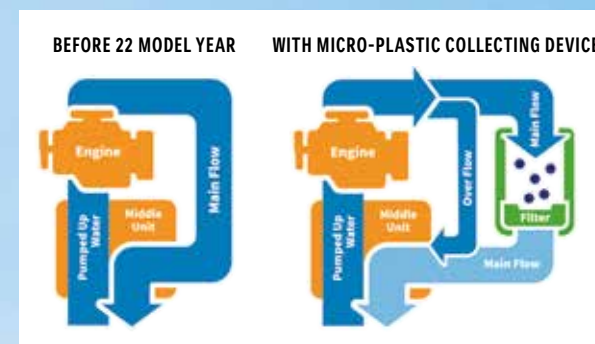 BEFORE 22 MODEL YEAR
WITH MICRO-PLASTIC COLLECTING DEVICE
Engine
Main Flow
Pumped Up
Water
Middle
Unit
Engine
Over Flow
Main Flow
Filter
Pumped Up
Water
Middle
Unit
Main Flow